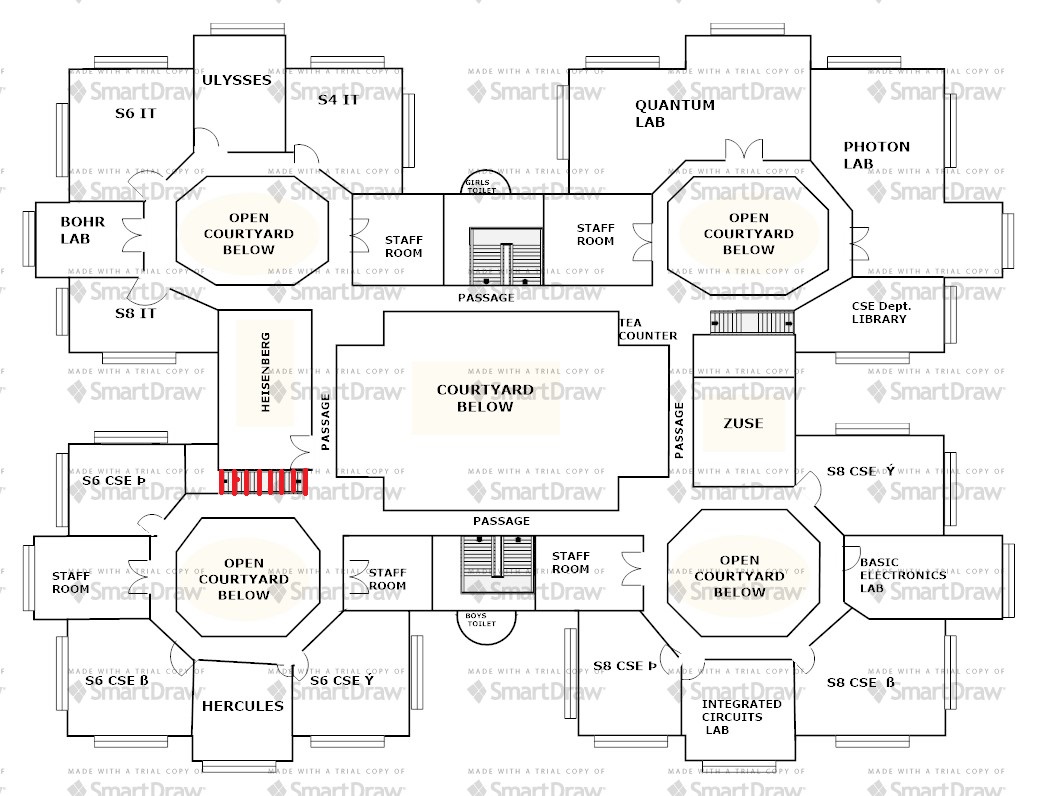 ULYSSES
S6 IT
S4 IT
QUANTUM
LAB
PHOTON
LAB
GIRLS
TOILET
BOHR
LAB
OPEN
COURTYARD
BELOW
STAFF
ROOM
STAFF
ROOM
OPEN
COURTYARD
BELOW
PASSAGE
S8 IT
CSE Dept.
LIBRARY
TEA
COUNTER
HEISENBERG
PASSAGE
COURTYARD
BELOW
PASSAGE
ZUSE
S6 CSE Þ
S8 CSE Ý
PASSAGE
STAFF
ROOM
OPEN
COURTYARD
BELOW
STAFF
ROOM
STAFF
ROOM
OPEN
COURTYARD
BELOW
BASIC
ELECTRONICS
LAB
BOYS
TOILET
S6 CSE ß
S6 CSE Ý
HERCULES
S8 CSE Þ
S8 CSE ß
INTEGRATED
CIRCUITS
LAB
MADE WITH A TRIAL COPY OF
SmartDraw